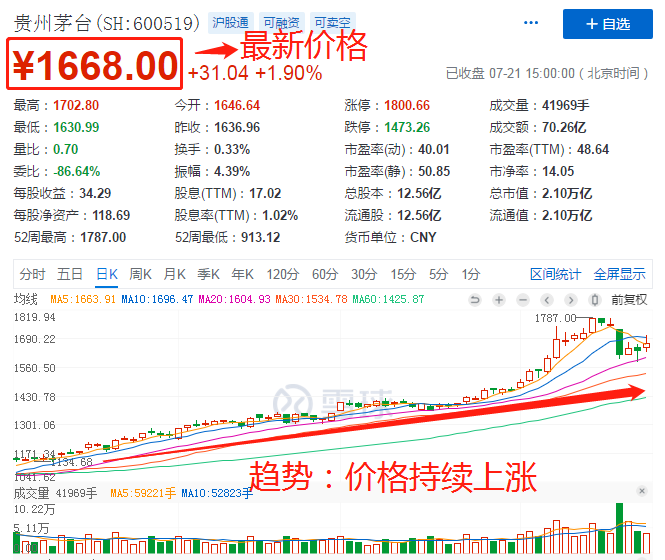 贵州茅台(SH:600519) 沪股通 可融资 可卖空 ... + 自选
¥1668.00 +31.04 +1.90% 最新价格 已收盘 07-21 15:00:00 (北京时间)
最高：1702.80 今开：1646.64 涨停：1800.66 成交量：41969手
最低：1630.99 昨收：1636.96 跌停：1473.26 成交额：70.26亿
量比：0.70 换手：0.33% 市盈率(动)：40.01 市盈率(TTM)：48.64
委比：-86.64% 振幅：4.39% 市盈率(静)：50.85 市净率：14.05
每股收益：34.29 股息(TTM)：17.02 总股本：12.56亿 总市值：2.10万亿
每股净资产：118.69 股息率(TTM)：1.02% 流通股：12.56亿 流通值：2.10万亿
52周最高：1787.00 52周最低：913.12 货币单位：CNY
分时 五日 日K 周K 月K 季K 年K 120分 60分 30分 15分 5分 1分 区间统计 全屏显示
均线 MA5:1663.91 MA10:1696.47 MA20:1604.93 MA30:1534.78 MA60:1425.87 前复权
1819.94
1787.00
1690.22
1560.50
1430.78
雪球
1301.06
1171.34
1134.68
1041.62
趋势：价格持续上涨
成交量 41969手 MA5:59221手 MA10:52823手
10.22万
5.11万